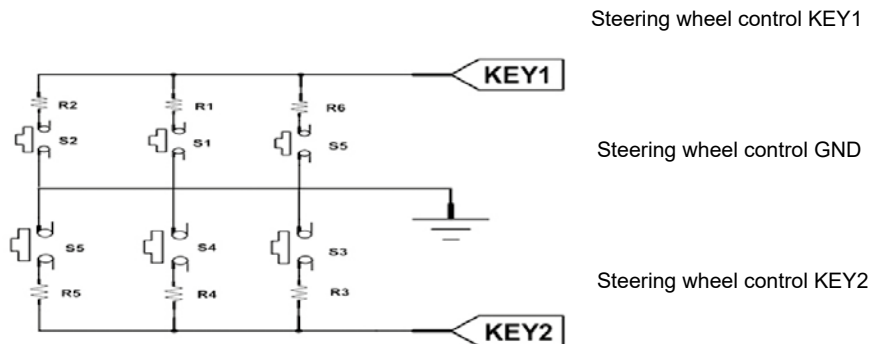 Steering wheel control KEY1
KEY1
R2 R1 R6
S2 S1 S5
Steering wheel control GND
S5 S4 S3
R5 R4 R3
Steering wheel control KEY2
KEY2